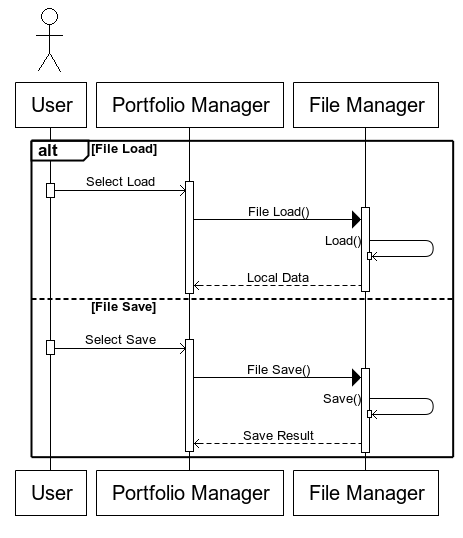 User
Portfolio Manager
File Manager
alt
[File Load]
Select Load
File Load()
Load()
Local Data
[File Save]
Select Save
File Save()
Save()
Save Result
User
Portfolio Manager
File Manager